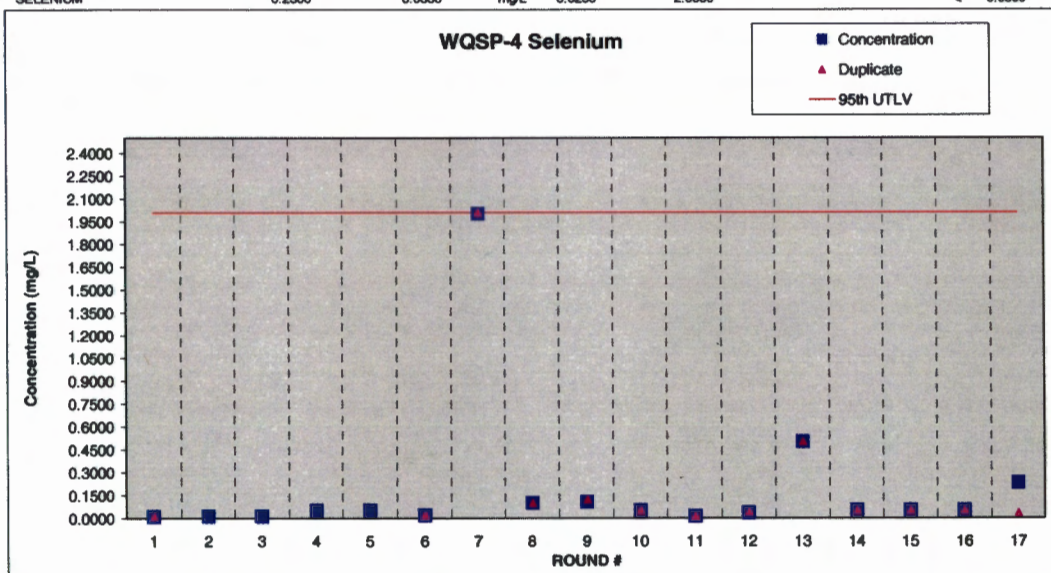 SELENIUM mg/L <
WQSP-4 Selenium
Concentration
Duplicate
95th UTLV
Concentration (mg/L)
2.4000
2.2500
2.1000
1.9500
1.8000
1.6500
1.5000
1.3500
1.2000
1.0500
0.9000
0.7500
0.6000
0.4500
0.3000
0.1500
0.0000
1 2 3 4 5 6 7 8 9 10 11 12 13 14 15 16 17
ROUND #